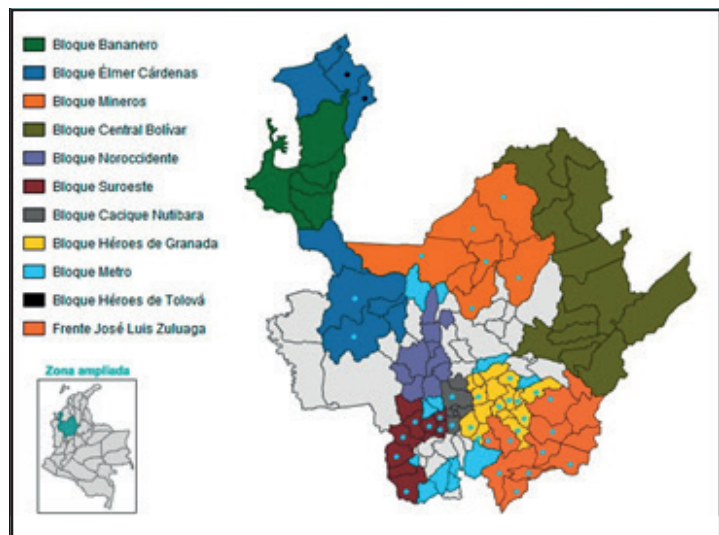 Bloque Bananero
Bloque Élmer Cárdenas
Bloque Mineros
Bloque Central Bolívar
Bloque Noroccidente
Bloque Suroeste
Bloque Cacique Nutibara
Bloque Héroes de Granada
Bloque Metro
Bloque Héroes de Tolová
Frente José Luis Zuluaga
Zona ampliada